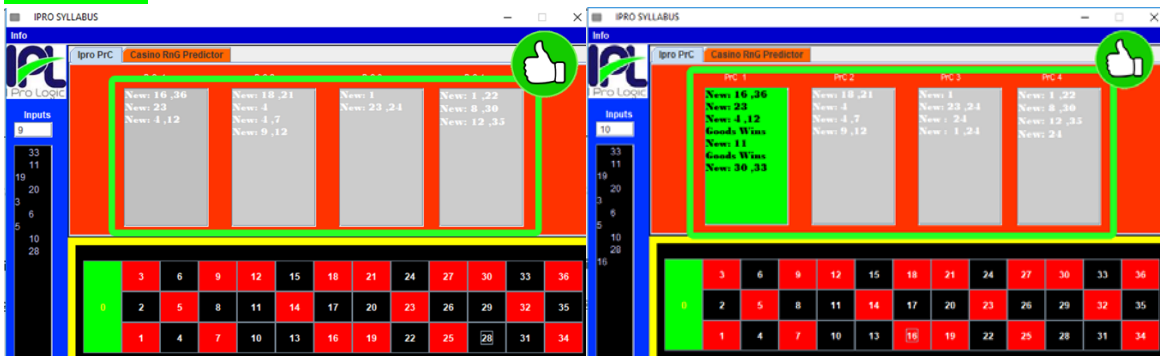 IPRO SYLLABUS
Info
Ipro PrC Casino RnG Predictor
Pro Logic
Inputs
9
33
11
19
20
3
6
5
10
28
New: 16 ,36
New: 23
New: 4 ,12
New: 18 ,21
New: 4
New: 4 ,7
New: 9 ,12
New: 1
New: 23 ,24
New: 1 ,22
New: 8 ,30
New: 12 ,35
0
3 6 9 12 15 18 21 24 27 30 33 36
2 5 8 11 14 17 20 23 26 29 32 35
1 4 7 10 13 16 19 22 25 28 31 34
IPRO SYLLABUS
Info
Ipro PrC Casino RnG Predictor
Pro Logic
Inputs
10
33
11
19
20
3
6
5
10
28
16
PrC 1
New: 16 ,36
New: 23
New: 4 ,12
Goods Wins
New: 11
Goods Wins
New: 30 ,33
PrC 2
New: 18 ,21
New: 4
New: 4 ,7
New: 9 ,12
PrC 3
New: 1
New: 23 ,24
New : 24
New : 1 ,24
PrC 4
New: 1 ,22
New: 8 ,30
New: 12 ,35
New: 24
0
3 6 9 12 15 18 21 24 27 30 33 36
2 5 8 11 14 17 20 23 26 29 32 35
1 4 7 10 13 16 19 22 25 28 31 34